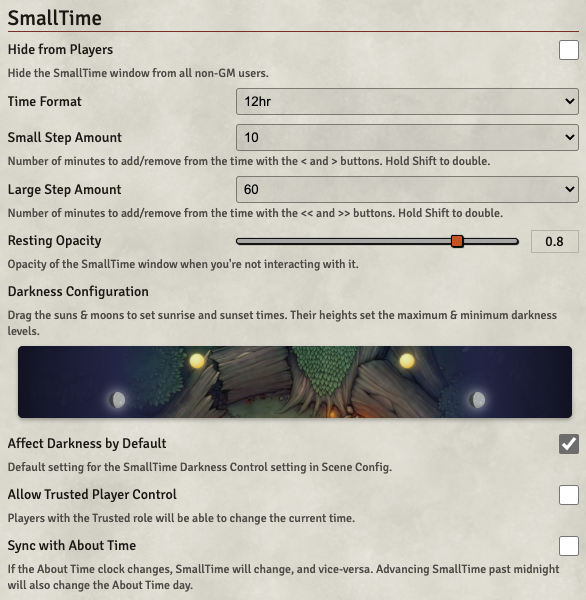 SmallTime
Hide from Players
Hide the SmallTime window from all non-GM users.
Time Format
12hr
Small Step Amount
10
Number of minutes to add/remove from the time with the < and > buttons. Hold Shift to double.
Large Step Amount
60
Number of minutes to add/remove from the time with the << and >> buttons. Hold Shift to double.
Resting Opacity
0.8
Opacity of the SmallTime window when you're not interacting with it.
Darkness Configuration
Drag the suns & moons to set sunrise and sunset times. Their heights set the maximum & minimum darkness
levels.
Affect Darkness by Default
Default setting for the SmallTime Darkness Control setting in Scene Config.
Allow Trusted Player Control
Players with the Trusted role will be able to change the current time.
Sync with About Time
If the About Time clock changes, SmallTime will change, and vice-versa. Advancing SmallTime past midnight
will also change the About Time day.